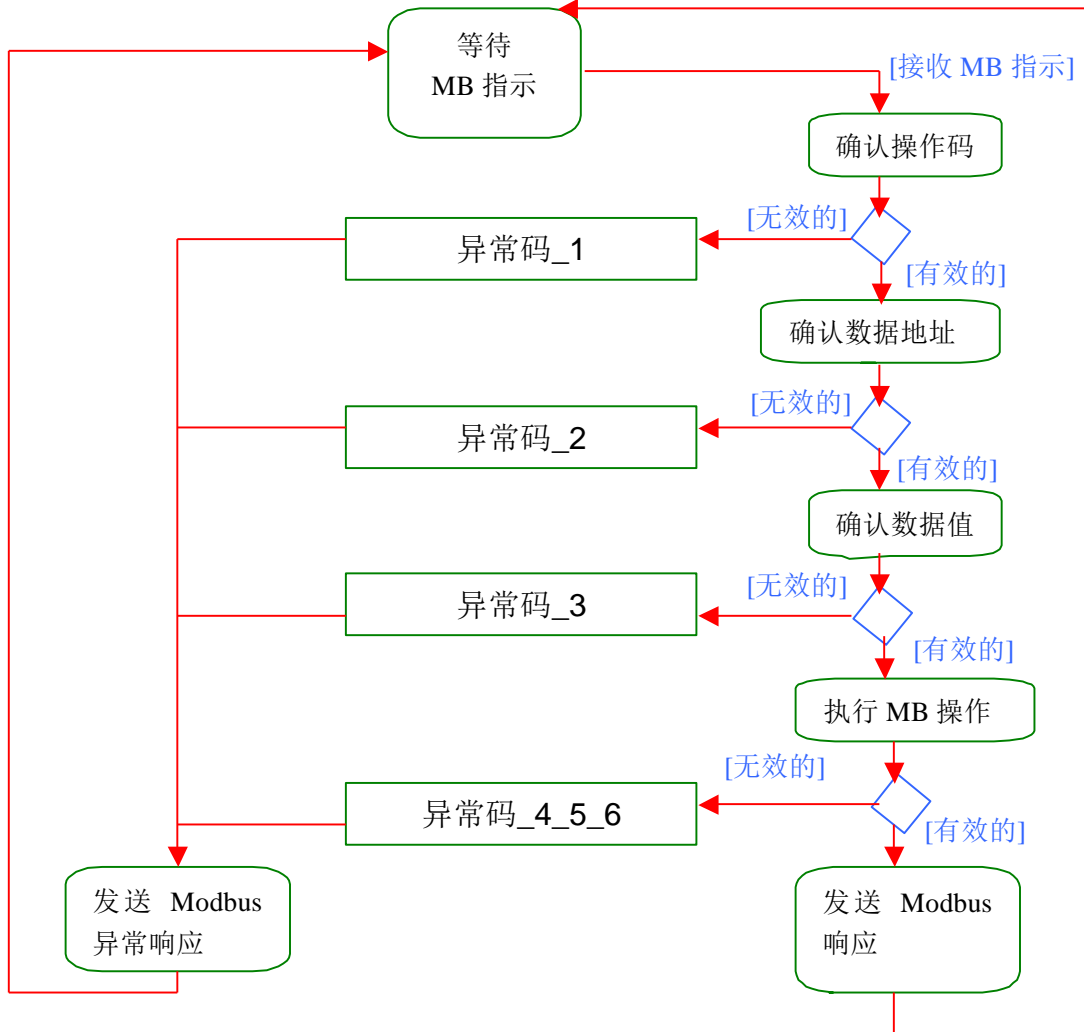 等待
MB 指示
[接收 MB 指示]
确认操作码
[无效的]
异常码_1
[有效的]
确认数据地址
[无效的]
异常码_2
[有效的]
确认数据值
[无效的]
异常码_3
[有效的]
执行 MB 操作
[无效的]
异常码_4_5_6
[有效的]
发送 Modbus
异常响应
发送 Modbus
响应